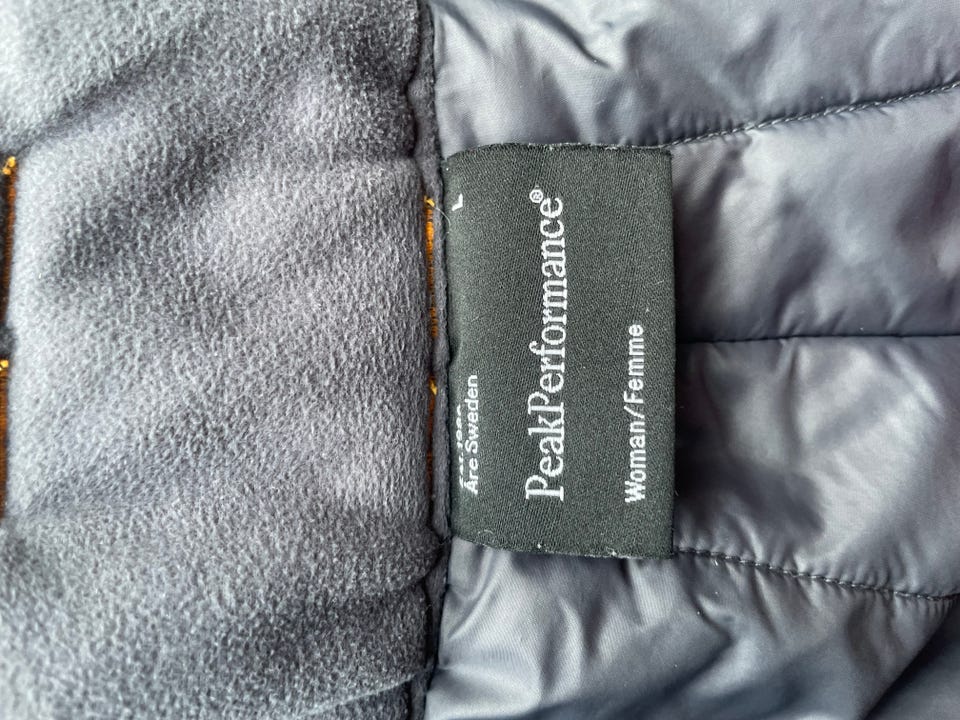 L
Åre Sweden
PeakPerformance®
Woman/Femme